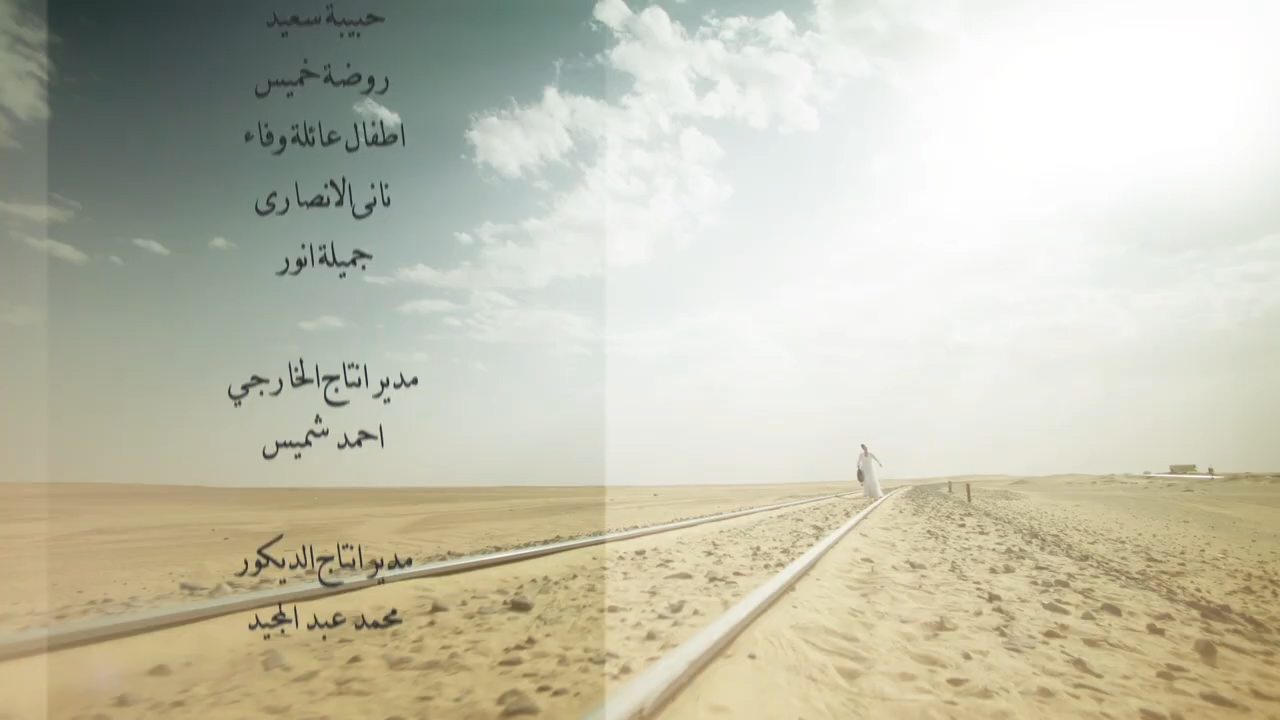 حبيبة سعيد
روضة خميس
اطفال عائلة وفاء
نانى الانصارى
جميلة انور
مدير انتاج الخارجي
احمد شميس
مدير انتاج الديكور
محمد عبد المجيد